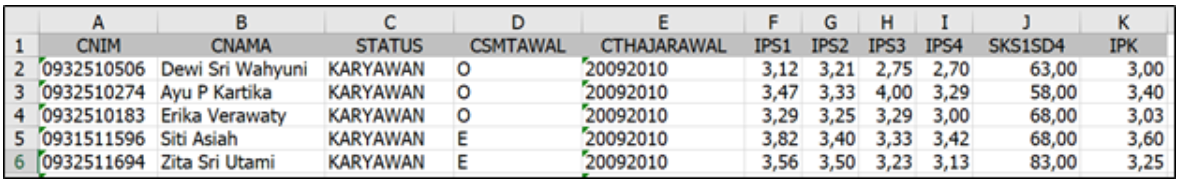 A B C D E F G H I J K
1 CNIM CNAMA STATUS CSMTAWAL CTHAJARAWAL IPS1 IPS2 IPS3 IPS4 SKS1SD4 IPK
2 0932510506 Dewi Sri Wahyuni KARYAWAN O 20092010 3,12 3,21 2,75 2,70 63,00 3,00
3 0932510274 Ayu P Kartika KARYAWAN O 20092010 3,47 3,33 4,00 3,29 58,00 3,40
4 0932510183 Erika Verawaty KARYAWAN O 20092010 3,29 3,25 3,29 3,00 68,00 3,03
5 0931511596 Siti Asiah KARYAWAN E 20092010 3,82 3,40 3,33 3,42 68,00 3,60
6 0932511694 Zita Sri Utami KARYAWAN E 20092010 3,56 3,50 3,23 3,13 83,00 3,25